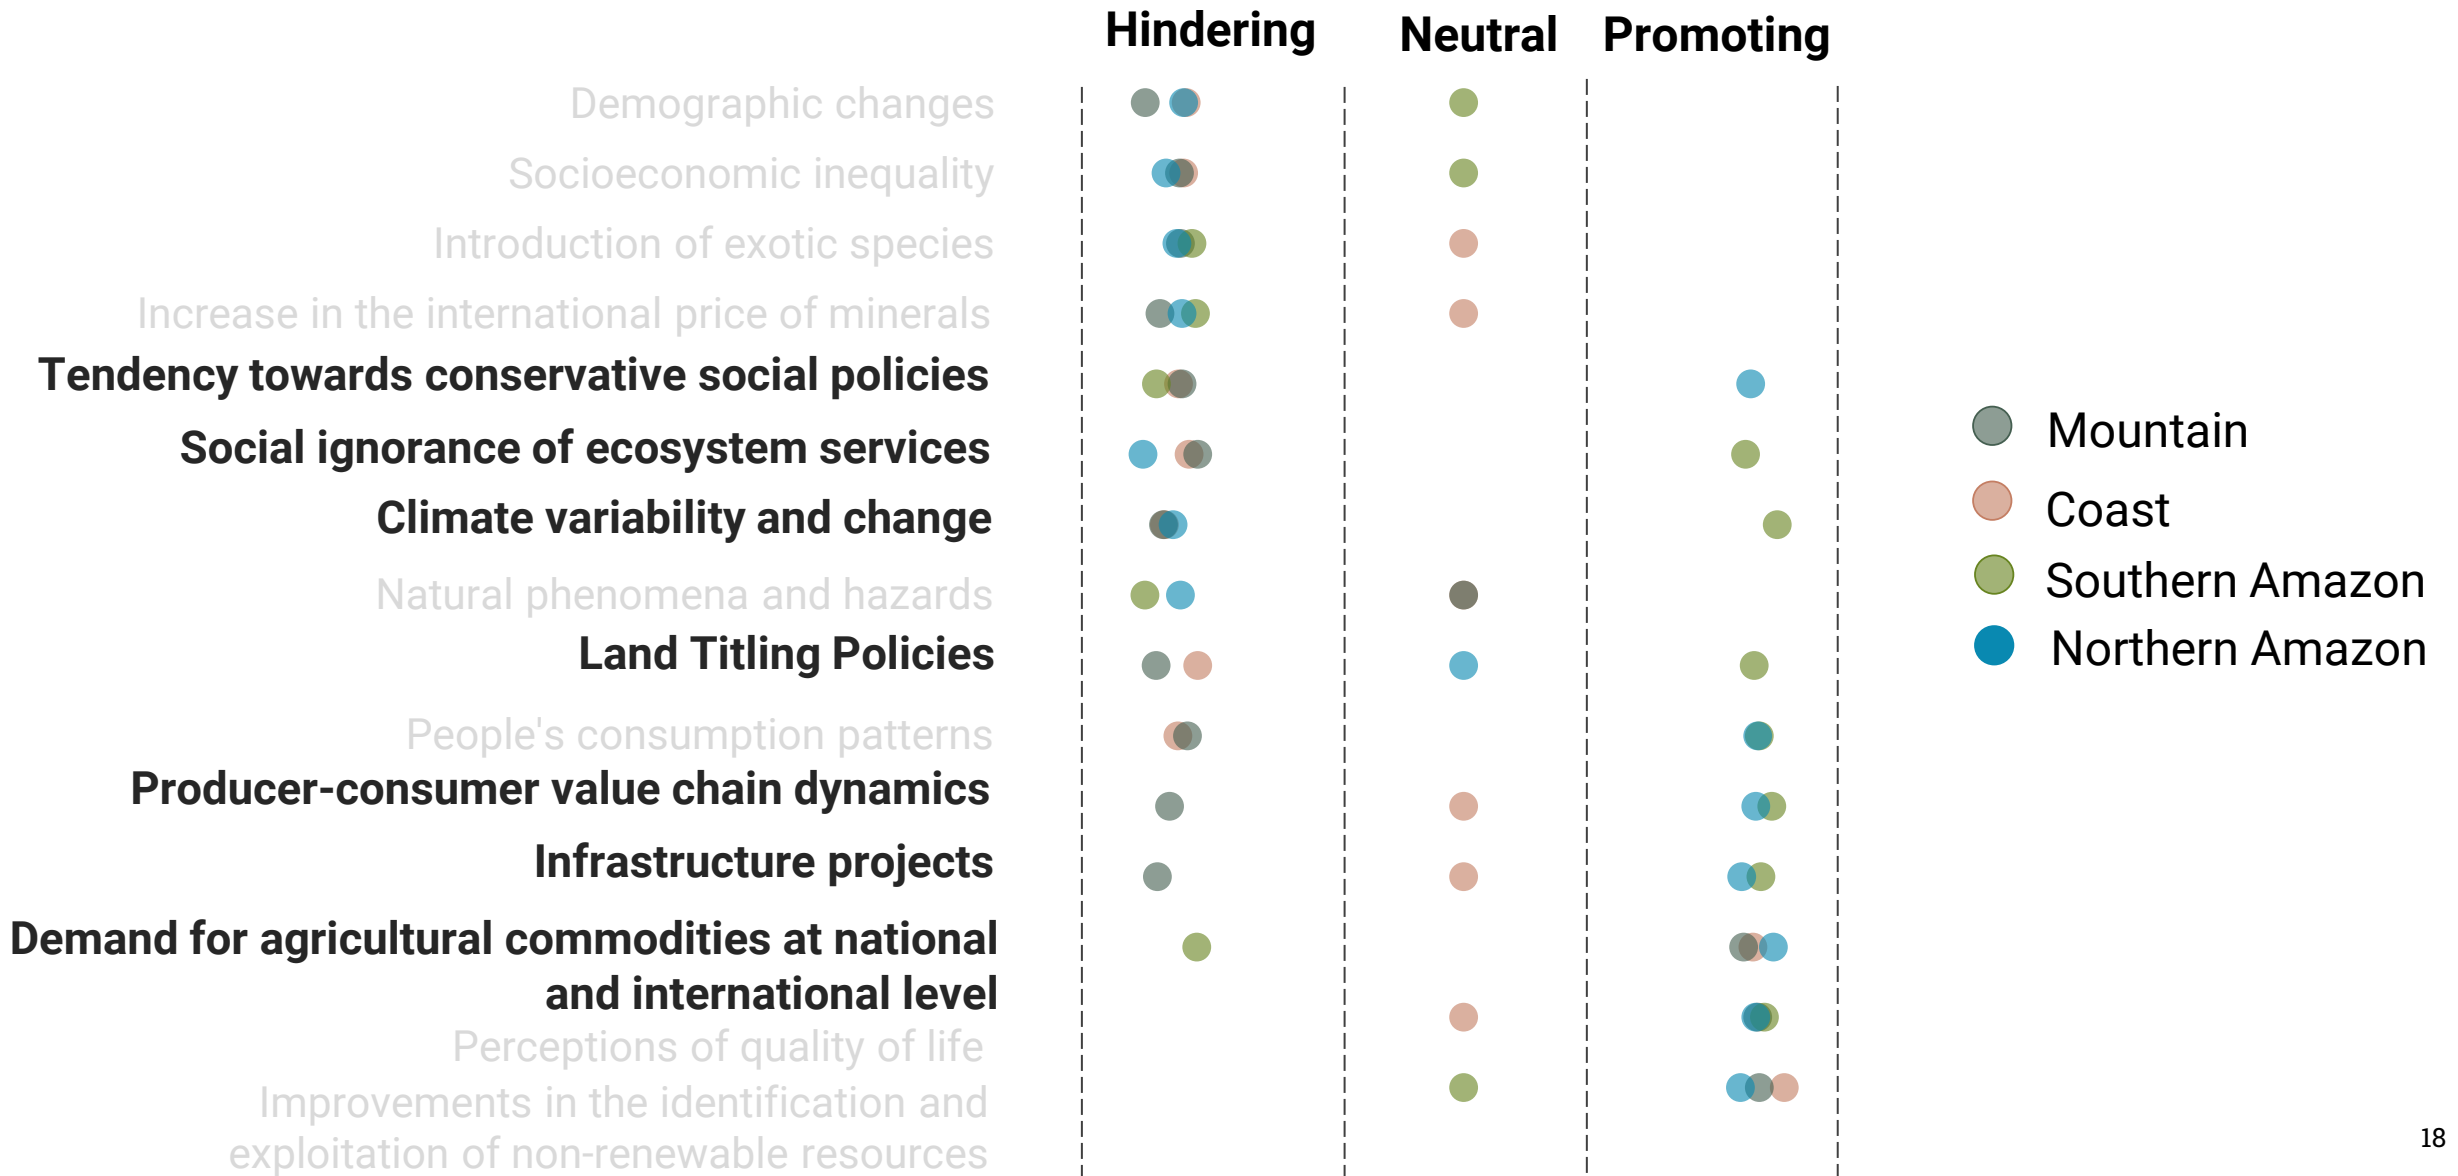 Hindering
Neutral
Promoting
Demographic changes
Socioeconomic inequality
Introduction of exotic species
Increase in the international price of minerals
Tendency towards conservative social policies
Social ignorance of ecosystem services
Climate variability and change
Natural phenomena and hazards
Land Titling Policies
People's consumption patterns
Producer-consumer value chain dynamics
Infrastructure projects
Demand for agricultural commodities at national
and international level
Perceptions of quality of life
Improvements in the identification and
exploitation of non-renewable resources
Mountain
Coast
Southern Amazon
Northern Amazon
18